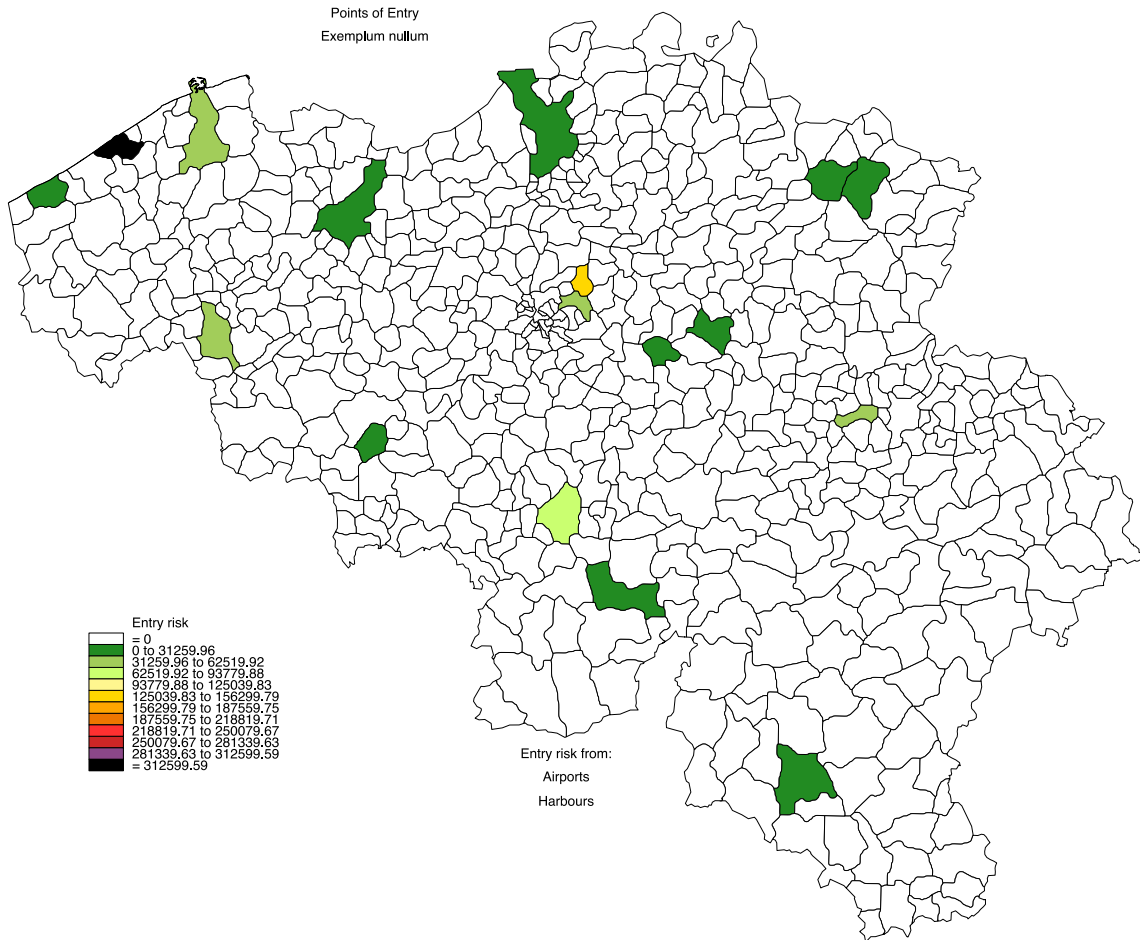 Points of Entry
Exemplum nullum
Entry risk
= 0
0 to 31259.96
31259.96 to 62519.92
62519.92 to 93779.88
93779.88 to 125039.83
125039.83 to 156299.79
156299.79 to 187559.75
187559.75 to 218819.71
218819.71 to 250079.67
250079.67 to 281339.63
281339.63 to 312599.59
= 312599.59
Entry risk from:
Airports
Harbours